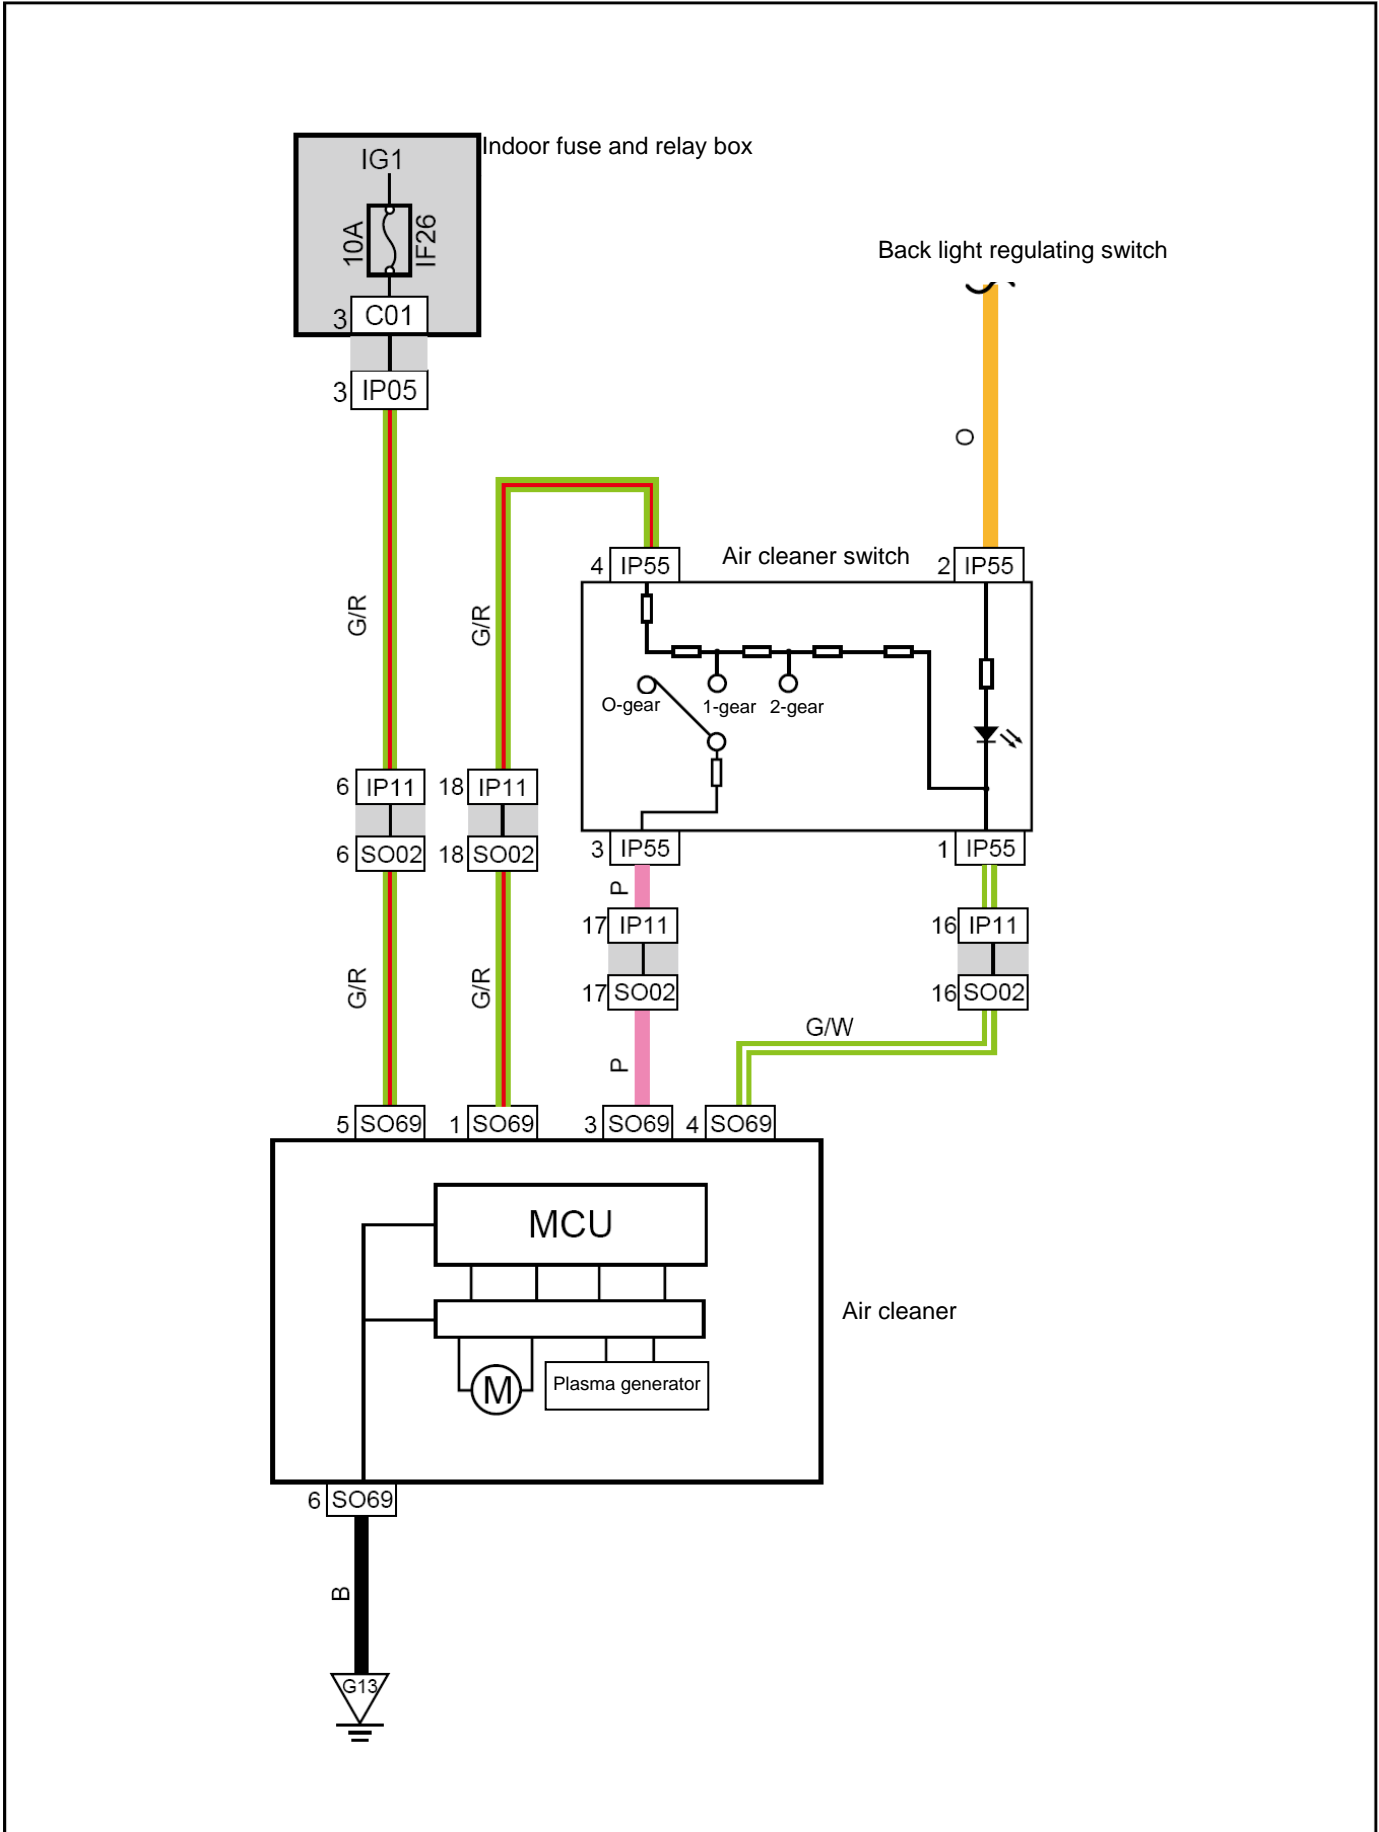 Indoor fuse and relay box
IG1
10A
IF26
3 C01
3 IP05
Back light regulating switch
O
G/R
G/R
4 IP55
Air cleaner switch
2 IP55
O-gear
1-gear
2-gear
6 IP11
18 IP11
6 SO02
18 SO02
3 IP55
1 IP55
P
17 IP11
16 IP11
G/R
G/R
17 SO02
16 SO02
G/W
P
5 SO69
1 SO69
3 SO69
4 SO69
MCU
Air cleaner
M
Plasma generator
6 SO69
B
G13